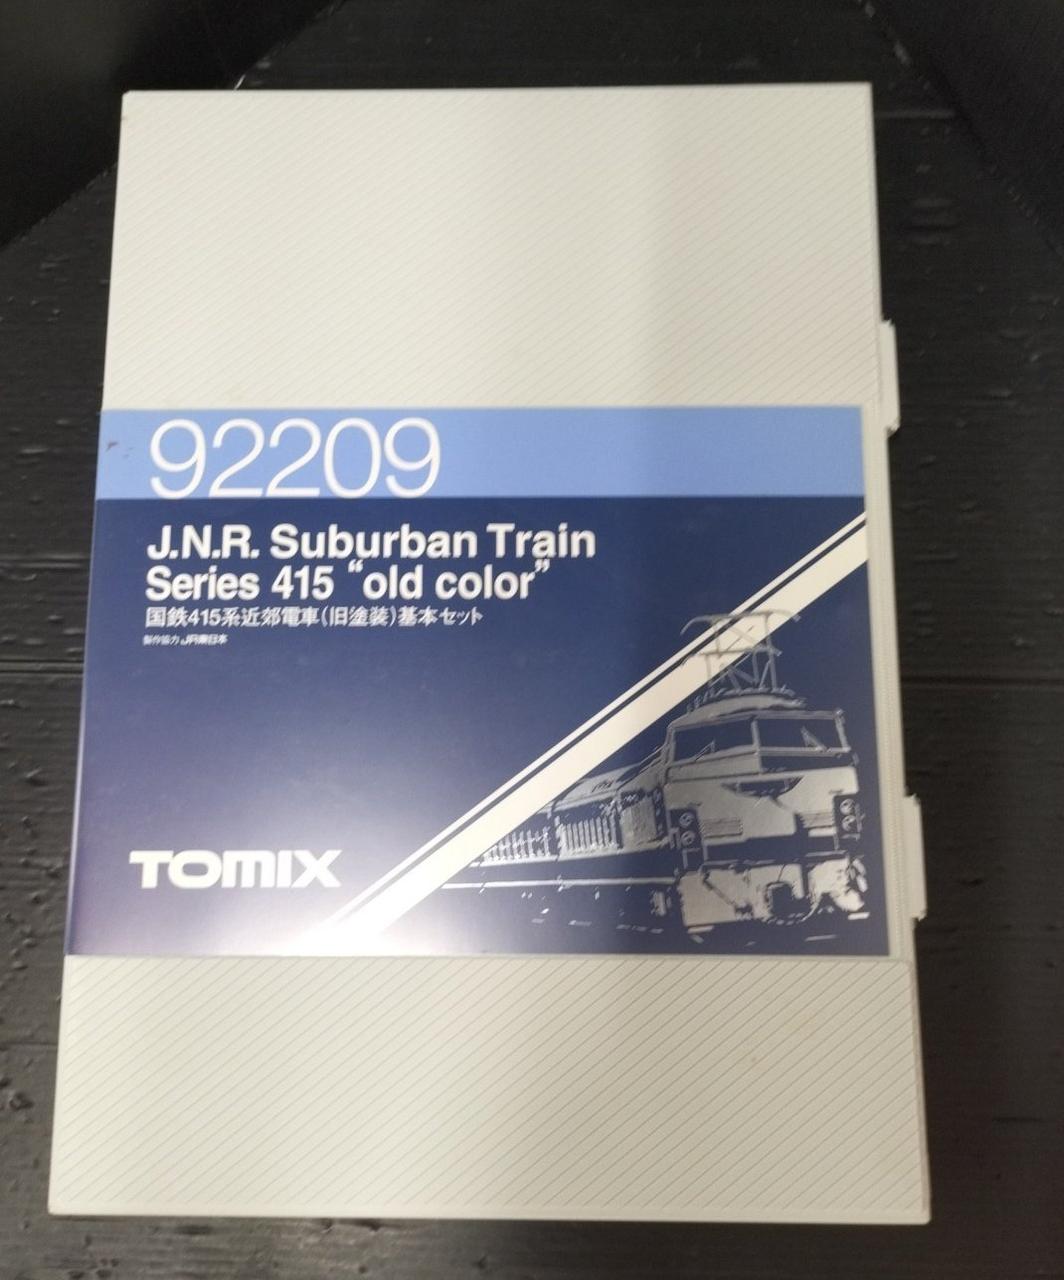 92209
J.N.R. Suburban Train
Series 415 “old color”
国鉄415系近郊電車(旧塗装)基本セット
製作協力 JR東日本
TOMIX